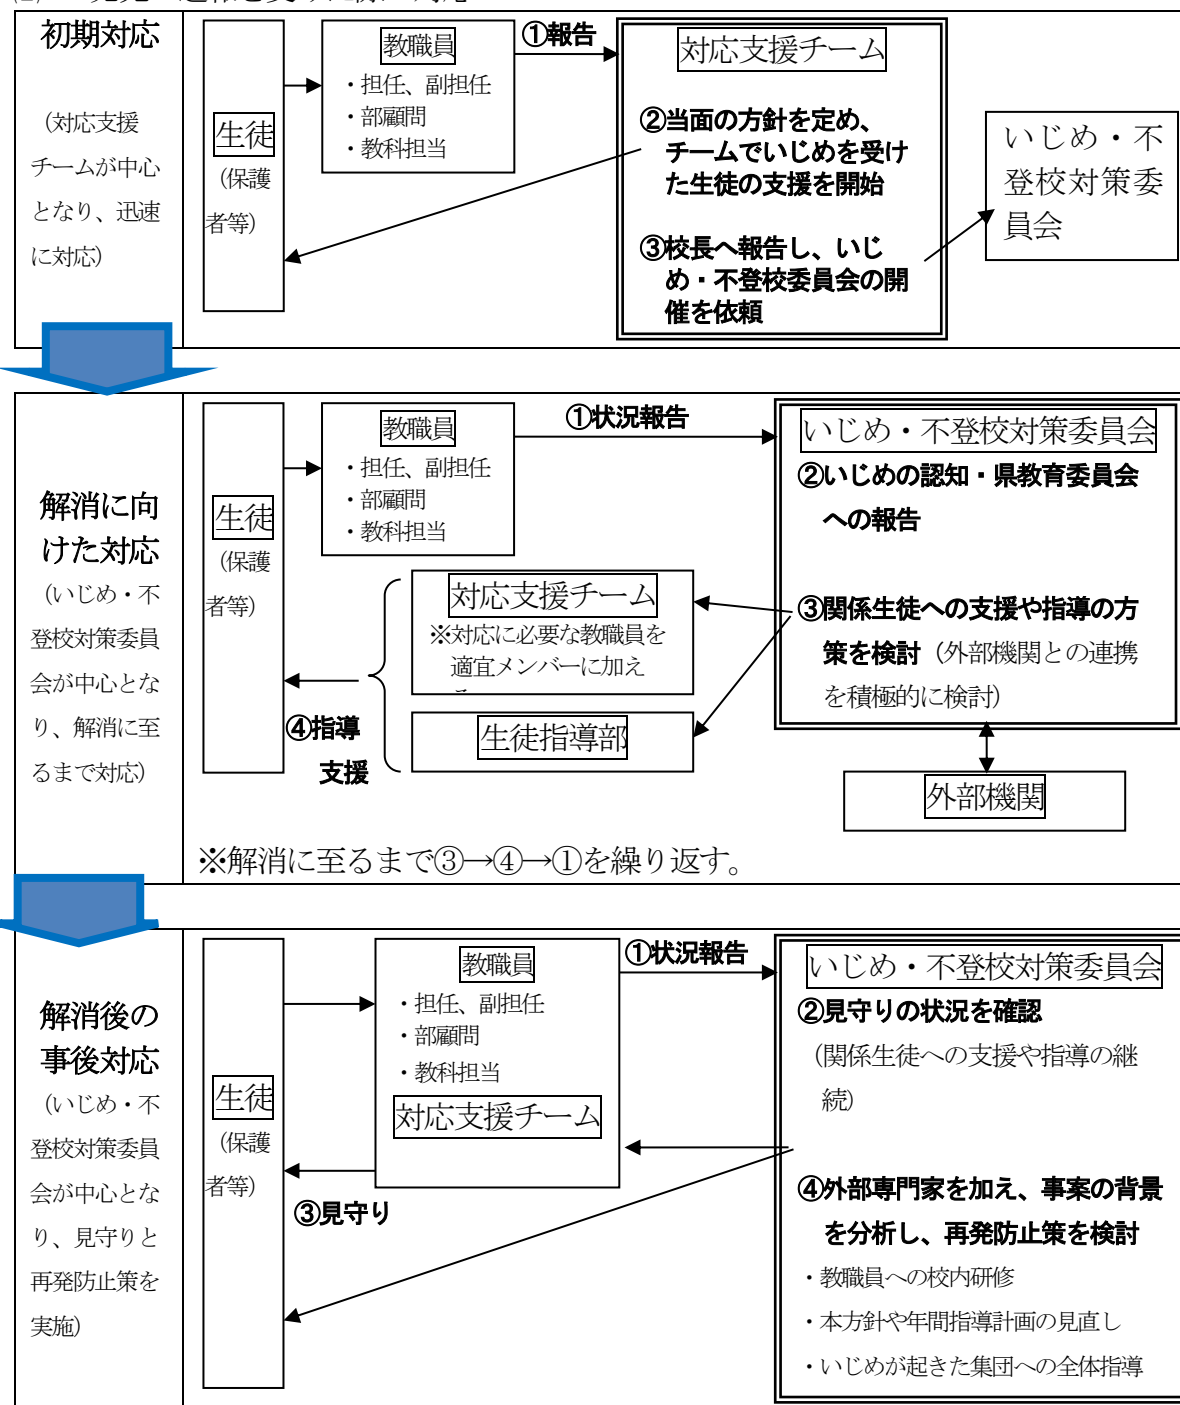 初期対応
（対応支援
チームが中心
となり、迅速
に対応）
生徒
（保護
者等）
教職員
・担任、副担任
・部顧問
・教科担当
①報告
対応支援チーム
②当面の方針を定め、
チームでいじめを受け
た生徒の支援を開始
③校長へ報告し、いじ
め・不登校委員会の開
催を依頼
いじめ・不
登校対策委
員会
解消に向
けた対応
（いじめ・不
登校対策委員
会が中心とな
り、解消に至
るまで対応）
生徒
（保護
者等）
教職員
・担任、副担任
・部顧問
・教科担当
①状況報告
いじめ・不登校対策委員会
②いじめの認知・県教育委員会
への報告
③関係生徒への支援や指導の方
策を検討（外部機関との連携
を積極的に検討）
対応支援チーム
※対応に必要な教職員を
適宜メンバーに加え
生徒指導部
④指導
支援
外部機関
※解消に至るまで③→④→①を繰り返す。
解消後の
事後対応
（いじめ・不
登校対策委員
会が中心とな
り、見守りと
再発防止策を
実施）
生徒
（保護
者等）
教職員
・担任、副担任
・部顧問
・教科担当
対応支援チーム
①状況報告
③見守り
いじめ・不登校対策委員会
②見守りの状況を確認
（関係生徒への支援や指導の継
続）
④外部専門家を加え、事案の背景
を分析し、再発防止策を検討
・教職員への校内研修
・本方針や年間指導計画の見直し
・いじめが起きた集団への全体指導